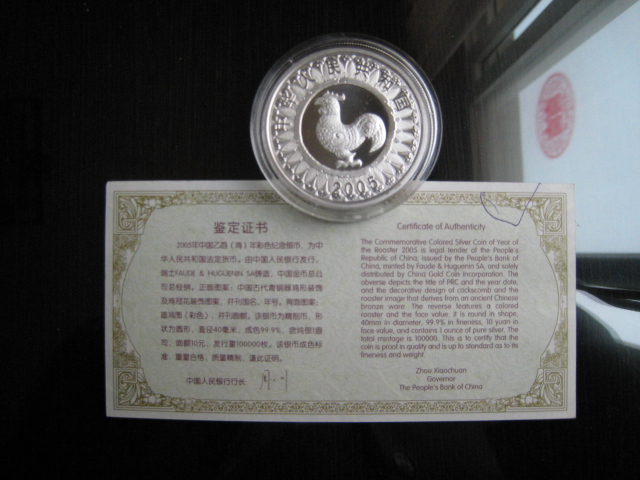 中华人民共和国
2005
鉴定证书
2005年中国乙酉（鸡）年彩色纪念银币，为
中华人民共和国法定货币。由中国人民银行发行，
瑞士FAUDE & HUGUENIN SA铸造，中国金币总公
司总经销。正面图案：中国古代青铜器鸡形装饰
及鸡冠花装饰图案，并刊国名、年号。背面图案：
雄鸡图（彩色），并刊面额。该银币为精制币，形
状为圆形，直径40毫米，成色99.9%，含纯银1盎
司，面额10元，发行量100000枚。该银币成色标
准，重量合格，质量精制，谨此证明。
中国人民银行行长
Certificate of Authenticity
The Commemorative Colored Silver Coin of Year of
the Rooster 2005 is legal tender of the People's
Republic of China, issued by the People's Bank of
China, minted by Faude & Huguenin SA, and solely
distributed by China Gold Coin Incorporation. The
obverse depicts the title of PRC and the year date,
and the decorative design of cockscomb and the
rooster image that derives from an ancient Chinese
bronze ware. The reverse features a colored
rooster and the face value. It is round in shape,
40mm in diameter, 99.9% in fineness, 10 yuan in
face value, and contains 1 ounce of pure silver. The
total mintage is 100000. This is to certify that the
coin is proof in quality and is up to standard as to its
fineness and weight.
Zhou Xiaochuan
Governor
The People's Bank of China